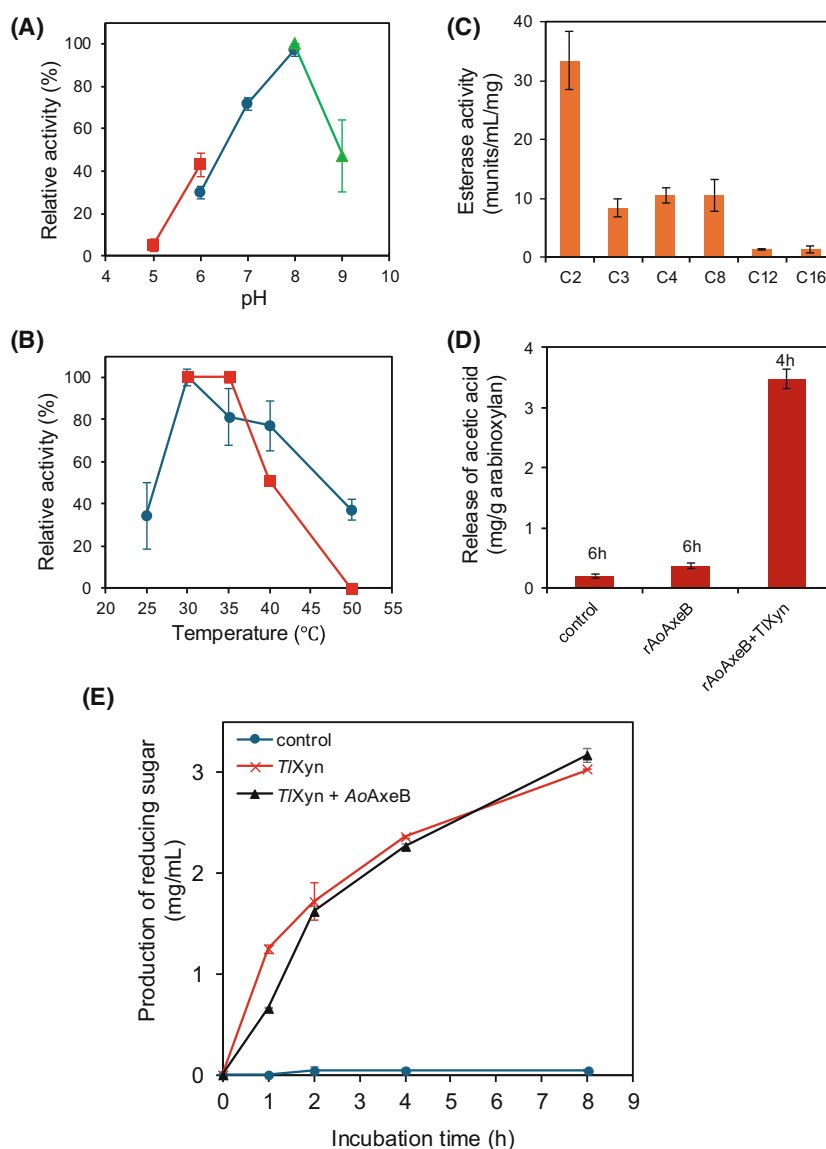 (A)
100
80
60
40
20
0
Relative activity (%)
4 5 6 7 8 9 10
pH
(C)
40
30
20
10
0
Esterase activity
(munits/mL/mg)
C2 C3 C4 C8 C12 C16
(B)
100
80
60
40
20
0
Relative activity (%)
20 25 30 35 40 45 50 55
Temperature (℃)
(D)
4
3
2
1
0
Release of acetic acid
(mg/g arabinoxylan)
6h
6h
4h
control
rAoAxeB
rAoAxeB+TlXyn
(E)
3
2
1
0
Production of reducing sugar
(mg/mL)
control
TlXyn
TlXyn + AoAxeB
0 1 2 3 4 5 6 7 8 9
Incubation time (h)